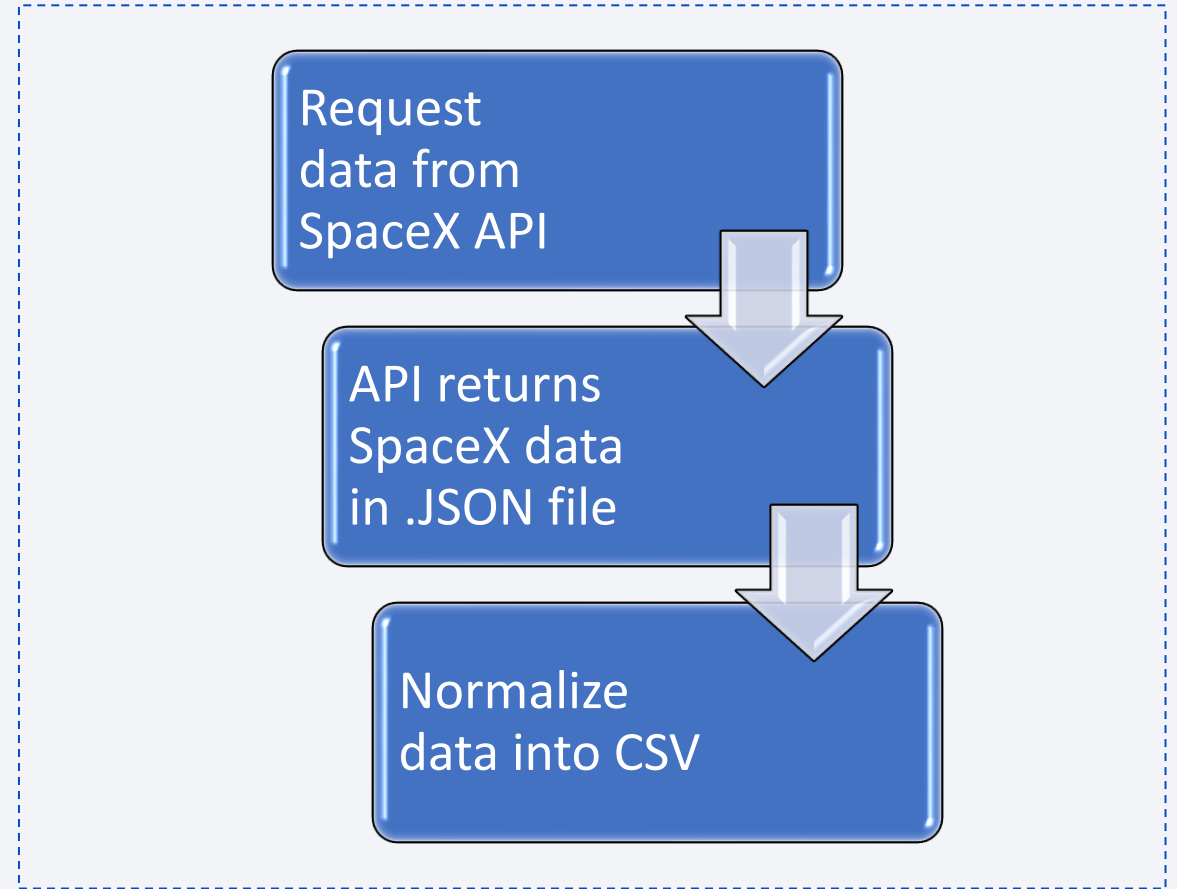 Request
data from
SpaceX API
API returns
SpaceX data
in .JSON file
Normalize
data into CSV